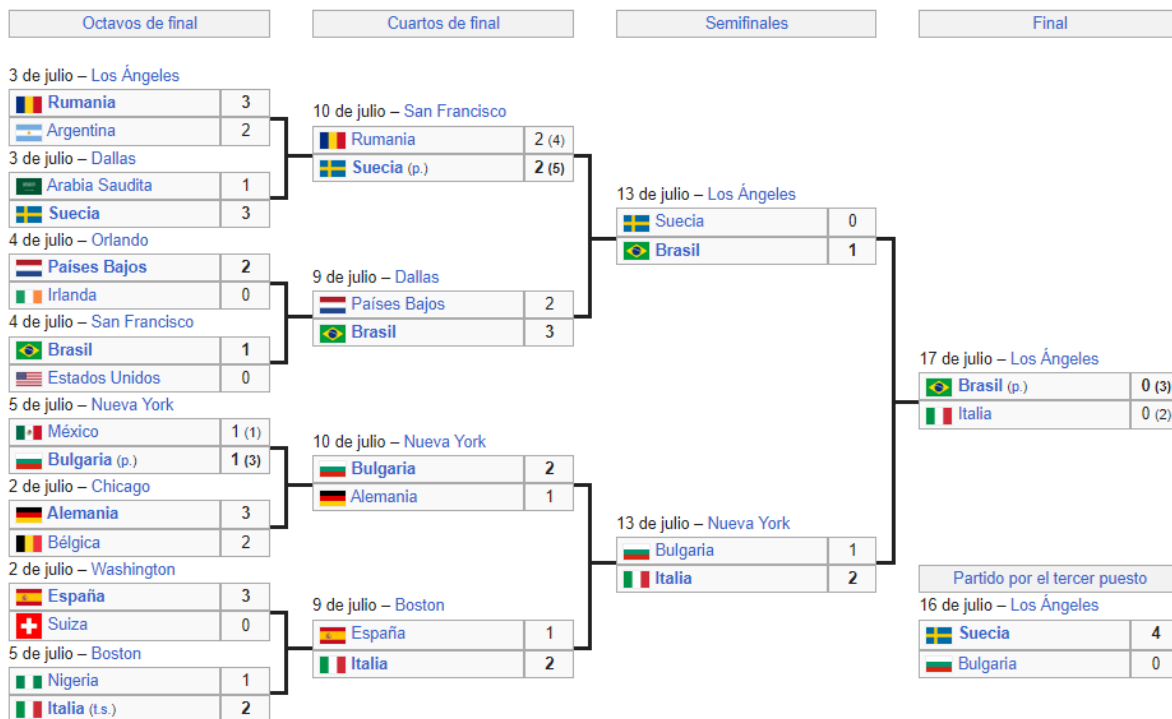 Octavos de final
Cuartos de final
Semifinales
Final
3 de julio – Los Ángeles
Rumania 3
Argentina 2
3 de julio – Dallas
Arabia Saudita 1
Suecia 3
4 de julio – Orlando
Países Bajos 2
Irlanda 0
4 de julio – San Francisco
Brasil 1
Estados Unidos 0
5 de julio – Nueva York
México 1 (1)
Bulgaria (p.) 1 (3)
2 de julio – Chicago
Alemania 3
Bélgica 2
2 de julio – Washington
España 3
Suiza 0
5 de julio – Boston
Nigeria 1
Italia (t.s.) 2
10 de julio – San Francisco
Rumania 2 (4)
Suecia (p.) 2 (5)
9 de julio – Dallas
Países Bajos 2
Brasil 3
10 de julio – Nueva York
Bulgaria 2
Alemania 1
9 de julio – Boston
España 1
Italia 2
13 de julio – Los Ángeles
Suecia 0
Brasil 1
13 de julio – Nueva York
Bulgaria 1
Italia 2
17 de julio – Los Ángeles
Brasil (p.) 0 (3)
Italia 0 (2)
Partido por el tercer puesto
16 de julio – Los Ángeles
Suecia 4
Bulgaria 0